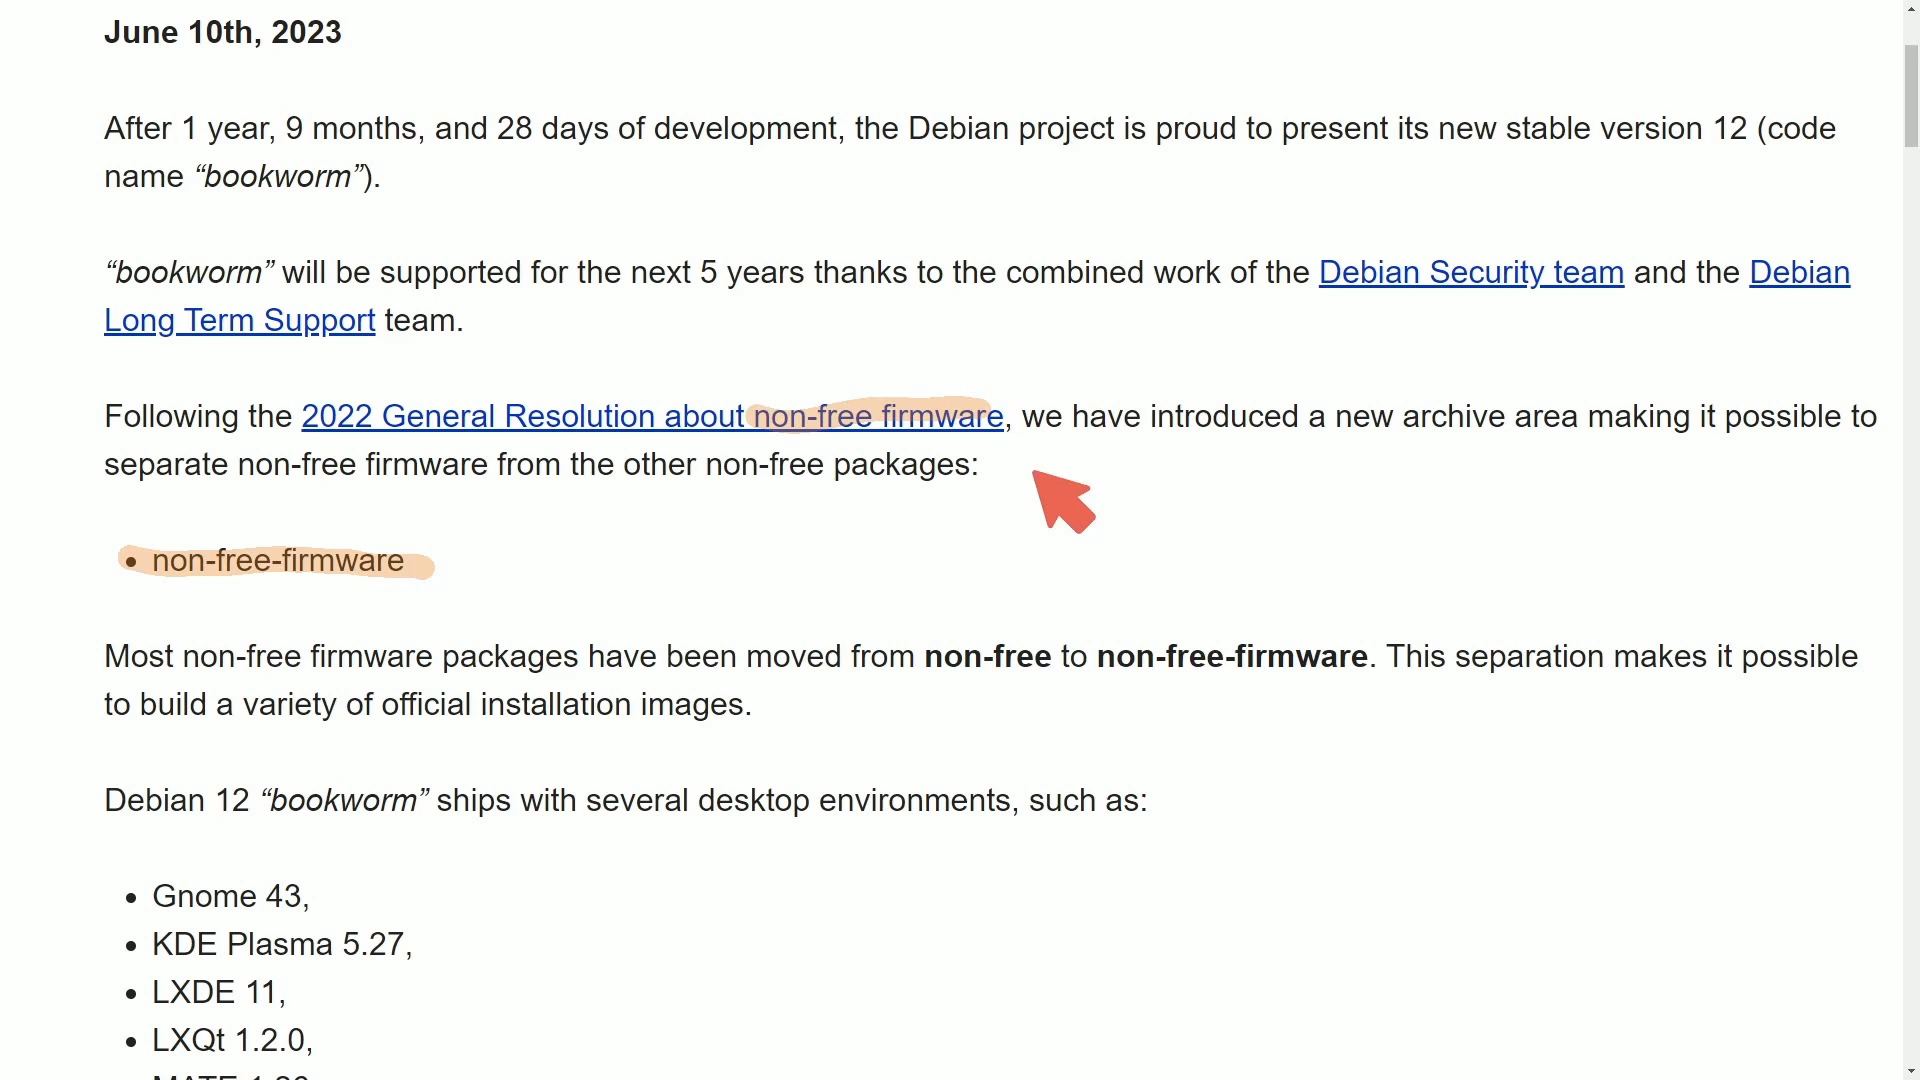 June 10th, 2023
After 1 year, 9 months, and 28 days of development, the Debian project is proud to present its new stable version 12 (code
name “bookworm”).
“bookworm” will be supported for the next 5 years thanks to the combined work of the Debian Security team and the Debian
Long Term Support team.
Following the 2022 General Resolution about non-free firmware, we have introduced a new archive area making it possible to
separate non-free firmware from the other non-free packages:
• non-free-firmware
Most non-free firmware packages have been moved from non-free to non-free-firmware. This separation makes it possible
to build a variety of official installation images.
Debian 12 “bookworm” ships with several desktop environments, such as:
• Gnome 43,
• KDE Plasma 5.27,
• LXDE 11,
• LXQt 1.2.0,